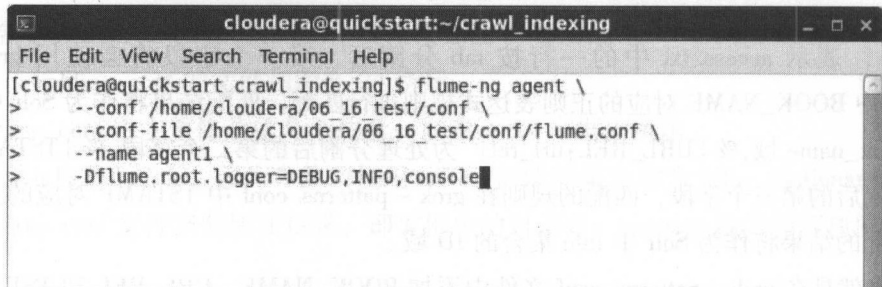 cloudera@quickstart:~/crawl_indexing
File Edit View Search Terminal Help
[cloudera@quickstart crawl_indexing]$ flume-ng agent \
> --conf /home/cloudera/06_16_test/conf \
> --conf-file /home/cloudera/06_16_test/conf/flume.conf \
> --name agent1 \
> -Dflume.root.logger=DEBUG,INFO,console